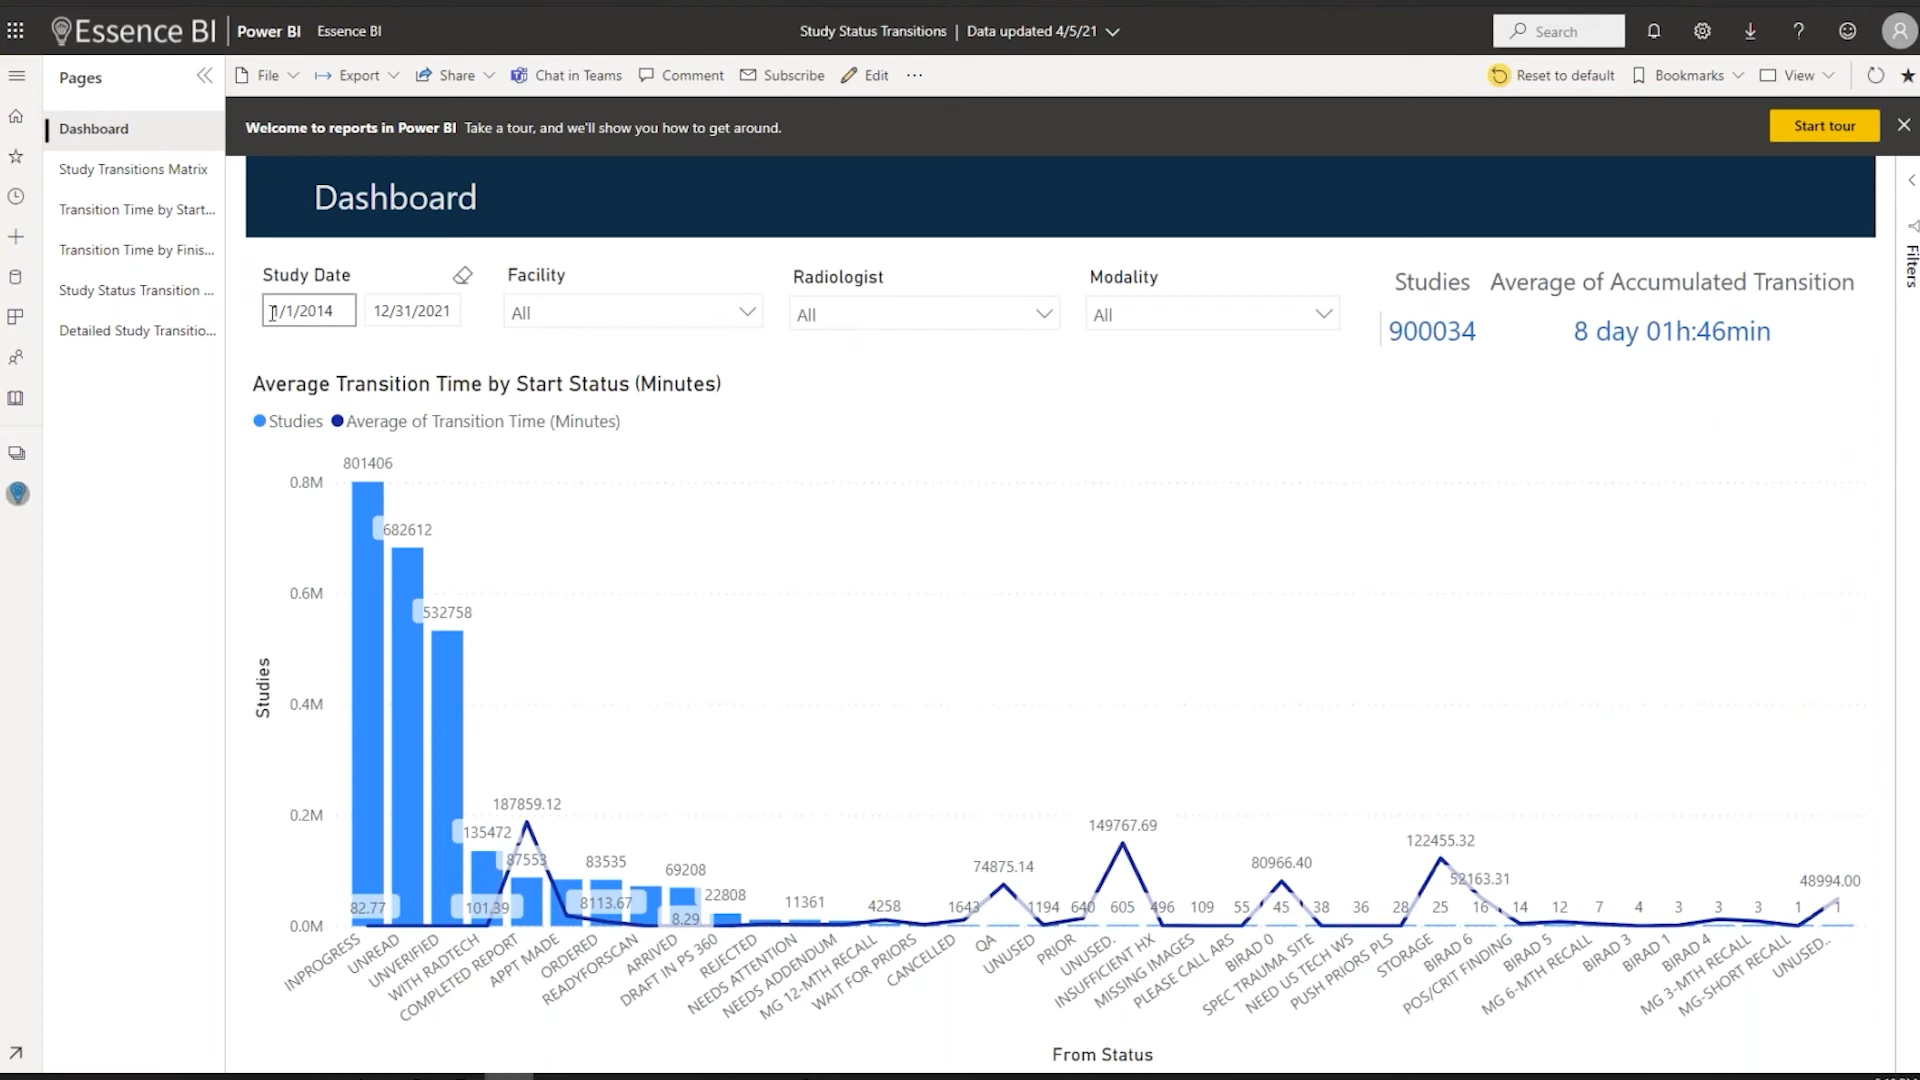 Essence BI
Power BI Essence BI
Study Status Transitions | Data updated 4/5/21
Search
Pages
File Export Share Chat in Teams Comment Subscribe Edit ···
Reset to default Bookmarks View
Dashboard
Study Transitions Matrix
Transition Time by Start...
Transition Time by Finis...
Study Status Transition ...
Detailed Study Transitio...
Welcome to reports in Power BI Take a tour, and we'll show you how to get around.
Start tour
Dashboard
Filters
Study Date
1/1/2014
12/31/2021
Facility
All
Radiologist
All
Modality
All
Studies
900034
Average of Accumulated Transition
8 day 01h:46min
Average Transition Time by Start Status (Minutes)
Studies Average of Transition Time (Minutes)
Studies
0.8M
0.6M
0.4M
0.2M
0.0M
801406
682612
532758
135472
187859.12
87553
83535
69208
22808
11361
4258
1643
74875.14
1194
640
149767.69
605
496
109
55
80966.40
45
38
36
28
122455.32
25
52163.31
16
14
12
7
4
3
3
3
1
48994.00
1
82.77
101.39
8113.67
8.29
INPROGRESS
UNREAD
UNVERIFIED
WITH RADTECH
COMPLETED REPORT
APPT MADE
ORDERED
READYFORSCAN
ARRIVED
DRAFT IN PS 360
REJECTED
NEEDS ATTENTION
NEEDS ADDENDUM
MG 12-MTH RECALL
WAIT FOR PRIORS
CANCELLED
QA
UNUSED
PRIOR
UNUSED.
INSUFFICIENT HX
MISSING IMAGES
PLEASE CALL ARS
BIRAD 0
SPEC TRAUMA SITE
NEED US TECH WS
PUSH PRIORS PLS
STORAGE
BIRAD 6
POS/CRIT FINDING
BIRAD 5
MG 6-MTH RECALL
BIRAD 3
BIRAD 1
BIRAD 4
MG 3-MTH RECALL
MG-SHORT RECALL
UNUSED..
From Status